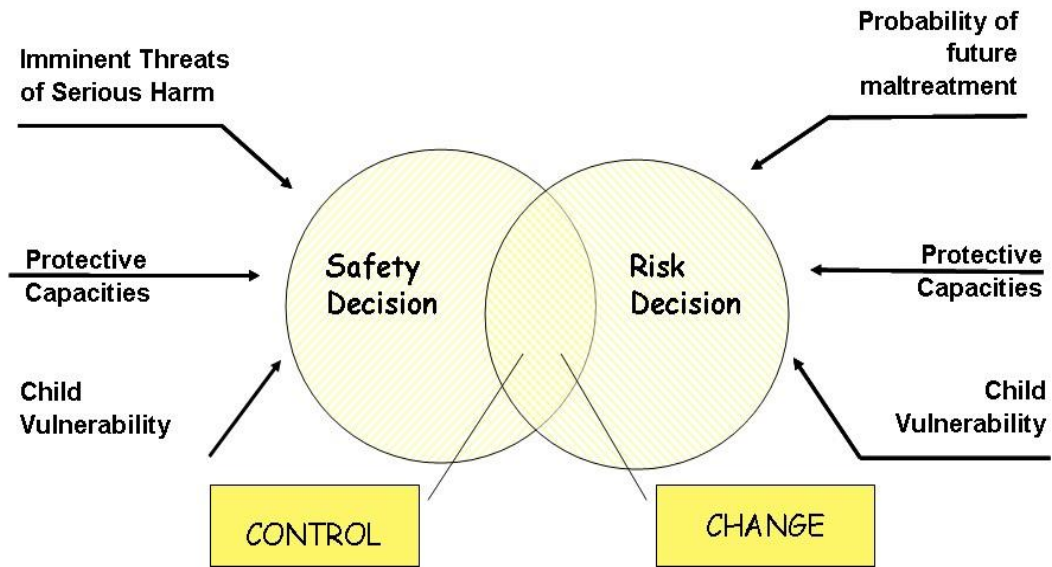 Imminent Threats
of Serious Harm
Probability of
future
maltreatment
Protective
Capacities
Safety
Decision
Risk
Decision
Protective
Capacities
Child
Vulnerability
Child
Vulnerability
CONTROL
CHANGE